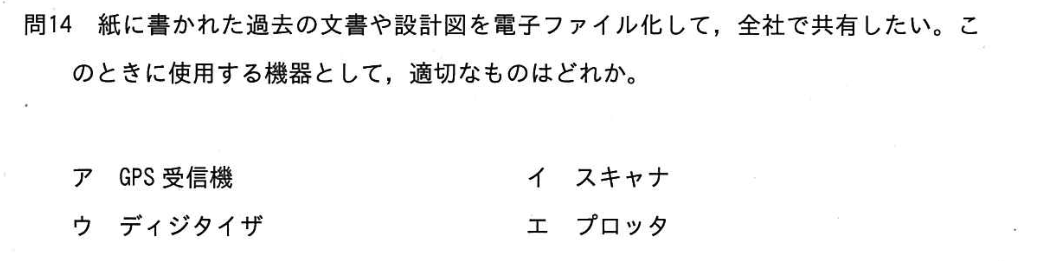 問14　紙に書かれた過去の文書や設計図を電子ファイル化して，全社で共有したい。こ
のときに使用する機器として，適切なものはどれか。
ア　GPS 受信機　イ　スキャナ
ウ　ディジタイザ　エ　プロッタ